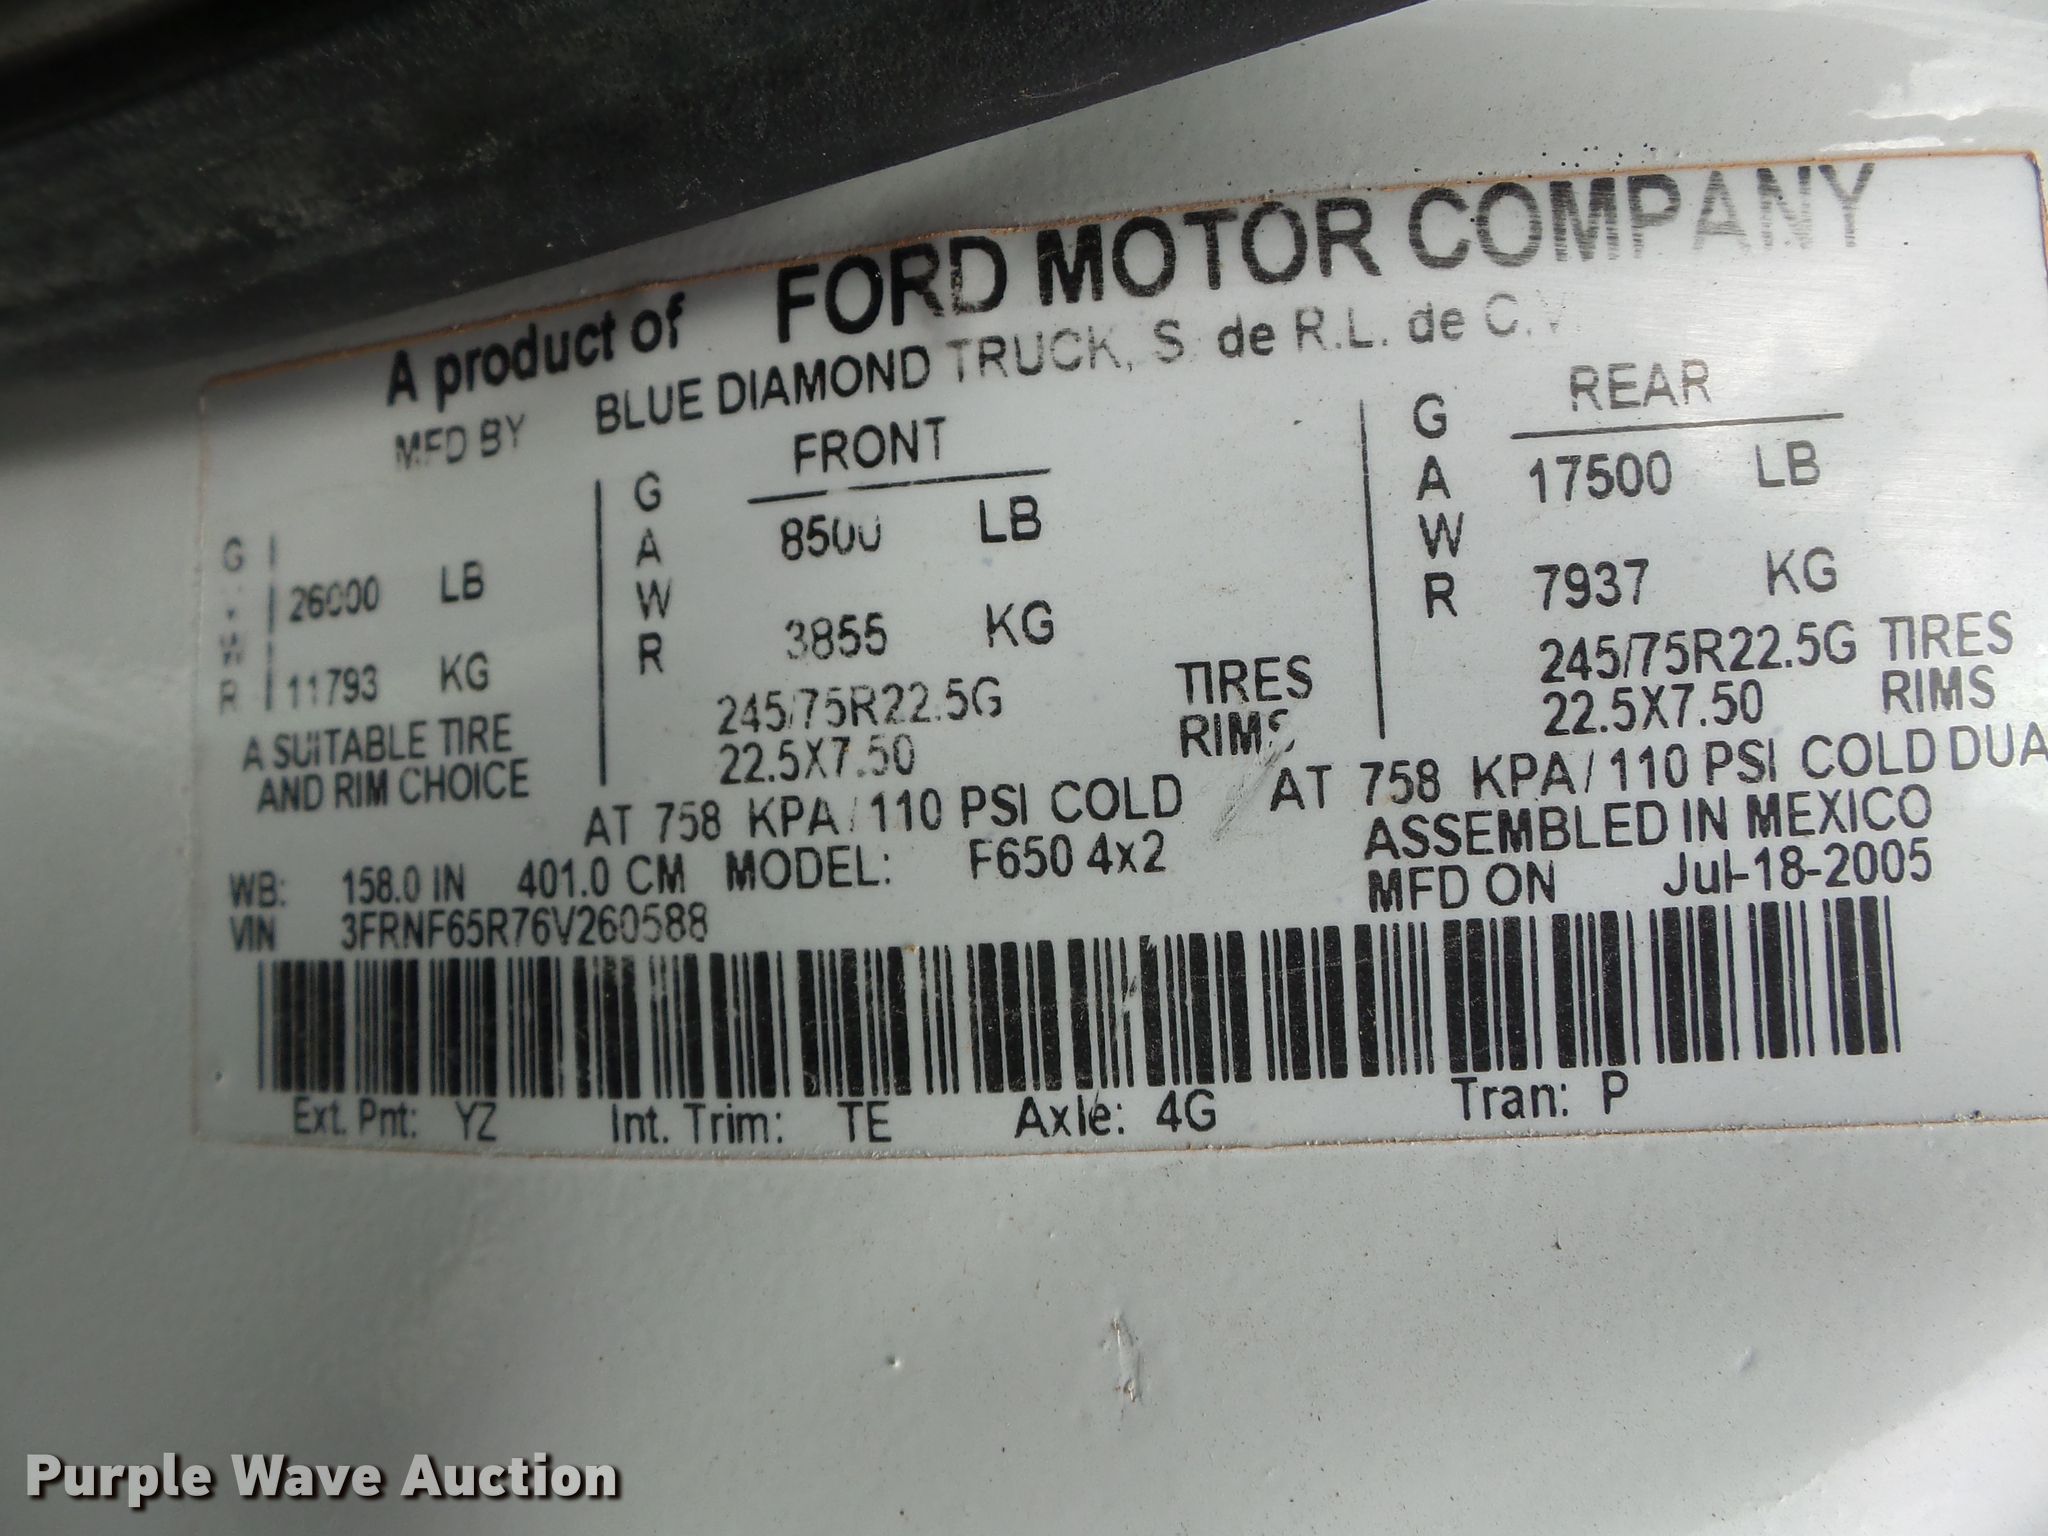 A product of FORD MOTOR COMPANY
MFD BY BLUE DIAMOND TRUCK, S. de R.L. de C.V.
FRONT
REAR
GVWR 26000 LB
11793 KG
GAWR 8500 LB
3855 KG
GAWR 17500 LB
7937 KG
A SUITABLE TIRE
AND RIM CHOICE
245/75R22.5G TIRES
22.5X7.50 RIMS
AT 758 KPA/110 PSI COLD
245/75R22.5G TIRES
22.5X7.50 RIMS
AT 758 KPA/110 PSI COLD DUA
ASSEMBLED IN MEXICO
WB: 158.0 IN 401.0 CM MODEL: F650 4x2
MFD ON Jul-18-2005
VIN 3FRNF65R76V260588
Ext. Pnt: YZ Int. Trim: TE Axle: 4G Tran: P
Purple Wave Auction